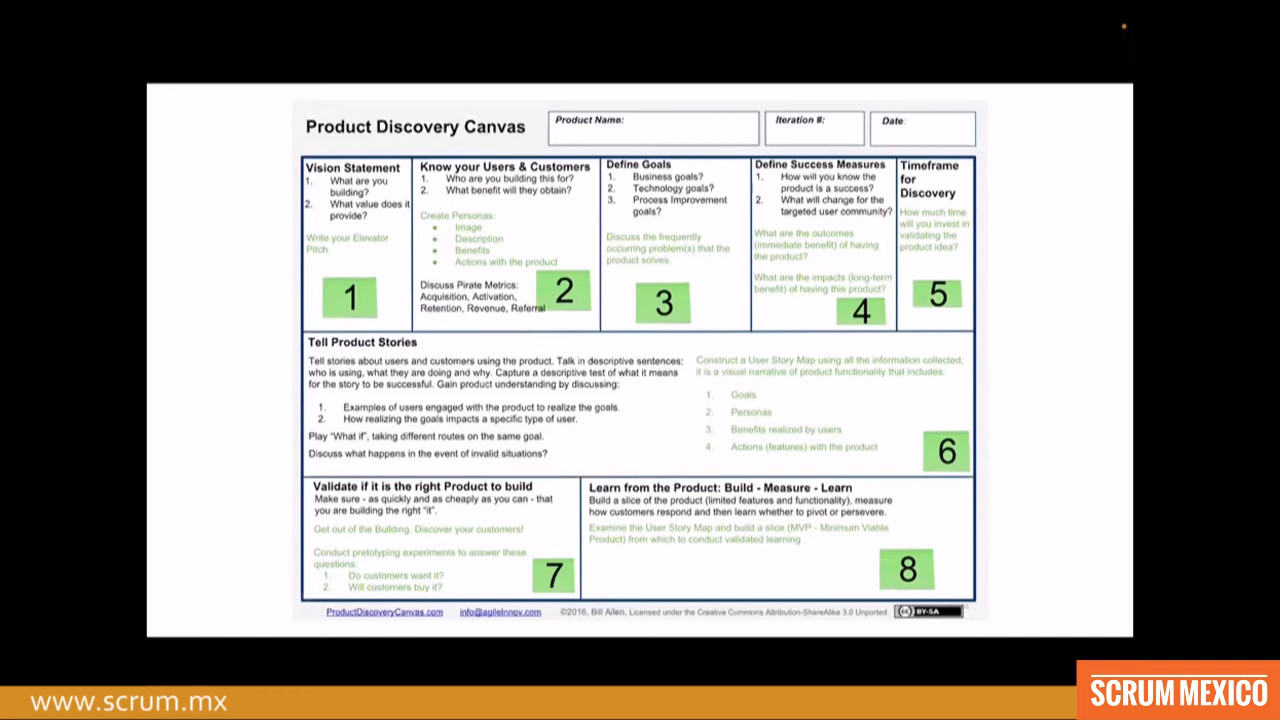 Product Discovery Canvas
Product Name:
Iteration #:
Date:
Vision Statement
1. What are you
building?
2. What value does it
provide?
Write your Elevator
Pitch.
1
Know your Users & Customers
1. Who are you building this for?
2. What benefit will they obtain?
Create Personas:
• Image
• Description
• Benefits
• Actions with the product
Discuss Pirate Metrics:
Acquisition, Activation,
Retention, Revenue, Referral
2
Define Goals
1. Business goals?
2. Technology goals?
3. Process Improvement
goals?
Discuss the frequently
occurring problem(s) that the
product solves.
3
Define Success Measures
1. How will you know the
product is a success?
2. What will change for the
targeted user community?
What are the outcomes
(immediate benefit) of having
the product?
What are the impacts (long-term
benefit) of having this product?
4
Timeframe
for
Discovery
How much time
will you invest in
validating the
product idea?
5
Tell Product Stories
Tell stories about users and customers using the product. Talk in descriptive sentences:
who is using, what they are doing and why. Capture a descriptive test of what it means
for the story to be successful. Gain product understanding by discussing:
1. Examples of users engaged with the product to realize the goals.
2. How realizing the goals impacts a specific type of user.
Play "What if", taking different routes on the same goal.
Discuss what happens in the event of invalid situations?
Construct a User Story Map using all the information collected;
it is a visual narrative of product functionality that includes:
1. Goals
2. Personas
3. Benefits realized by users
4. Actions (features) with the product
6
Validate if it is the right Product to build
Make sure - as quickly and as cheaply as you can - that
you are building the right "it".
Get out of the Building. Discover your customers!
Conduct pretotyping experiments to answer these
questions:
1. Do customers want it?
2. Will customers buy it?
7
Learn from the Product: Build - Measure - Learn
Build a slice of the product (limited features and functionality), measure
how customers respond and then learn whether to pivot or persevere.
Examine the User Story Map and build a slice (MVP - Minimum Viable
Product) from which to conduct validated learning .
8
ProductDiscoveryCanvas.com
info@agileInnov.com
©2016, Bill Allen, Licensed under the Creative Commons Attribution-ShareAlike 3.0 Unported.
cc BY-SA
www.scrum.mx
SCRUM MEXICO